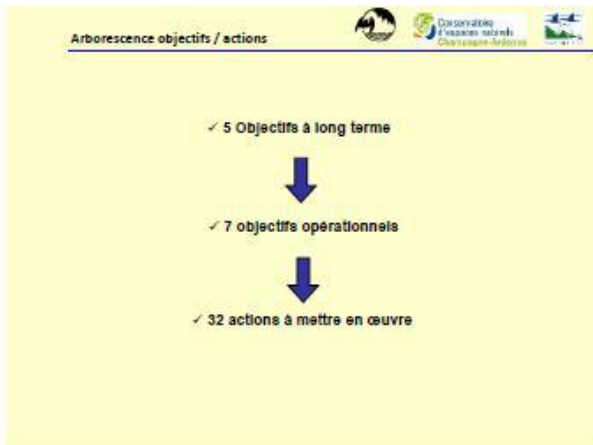 Arborescence objectifs / actions
Conservatoire
d'espaces naturels
Champagne-Ardenne
✓ 5 Objectifs à long terme
✓ 7 objectifs opérationnels
✓ 32 actions à mettre en œuvre